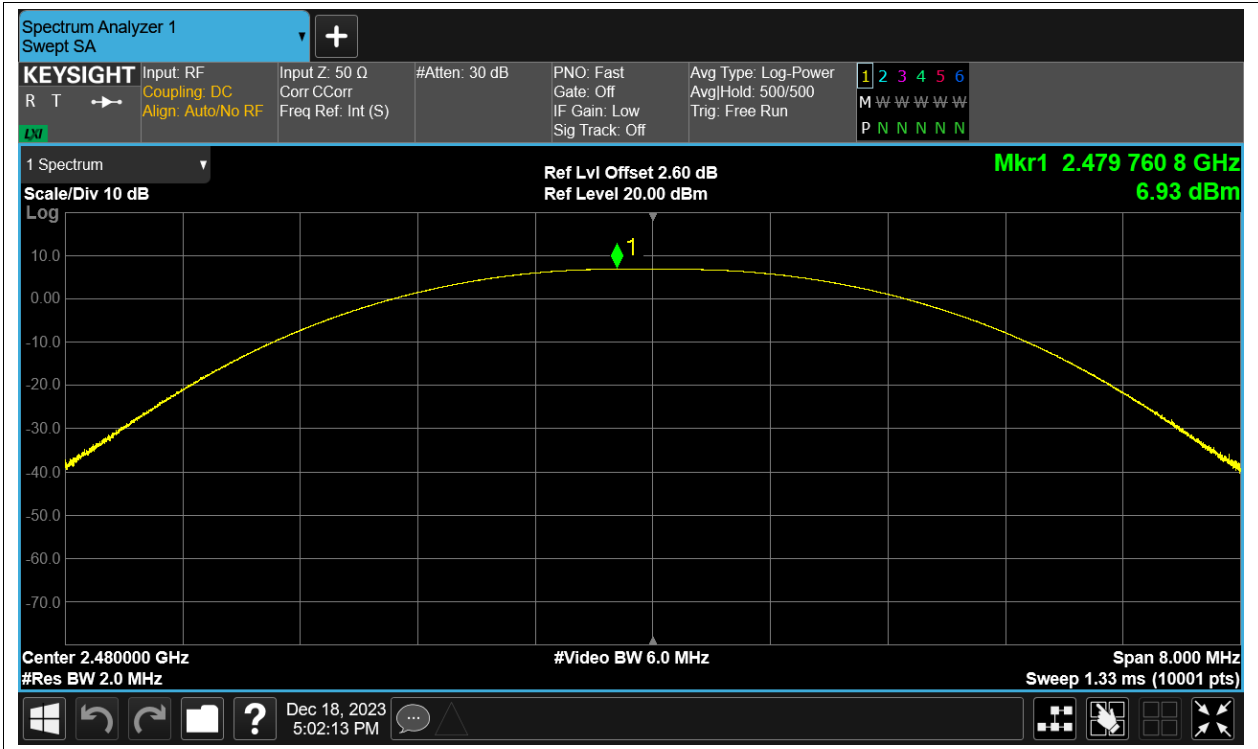 Spectrum Analyzer 1
Swept SA
KEYSIGHT
R T
LXI
Input: RF
Coupling: DC
Align: Auto/No RF
Input Z: 50 Ω
Corr CCorr
Freq Ref: Int (S)
#Atten: 30 dB
PNO: Fast
Gate: Off
IF Gain: Low
Sig Track: Off
Avg Type: Log-Power
Avg|Hold: 500/500
Trig: Free Run
1 2 3 4 5 6
M W W W W W W
P N N N N N
1 Spectrum
Scale/Div 10 dB
Log
Ref Lvl Offset 2.60 dB
Ref Level 20.00 dBm
Mkr1 2.479 760 8 GHz
6.93 dBm
1
10.0
0.00
-10.0
-20.0
-30.0
-40.0
-50.0
-60.0
-70.0
Center 2.480000 GHz
#Video BW 6.0 MHz
Span 8.000 MHz
#Res BW 2.0 MHz
Sweep 1.33 ms (10001 pts)
?
Dec 18, 2023
5:02:13 PM